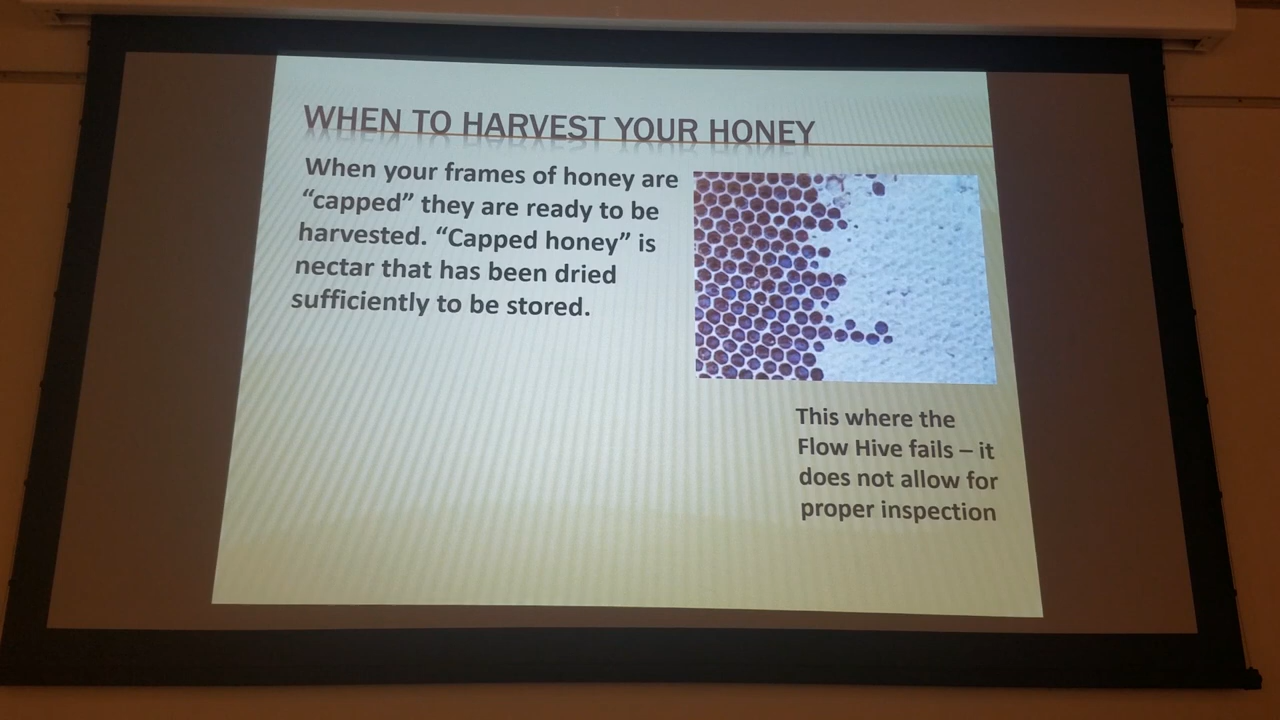 WHEN TO HARVEST YOUR HONEY
When your frames of honey are
“capped” they are ready to be
harvested. “Capped honey” is
nectar that has been dried
sufficiently to be stored.
This where the
Flow Hive fails – it
does not allow for
proper inspection